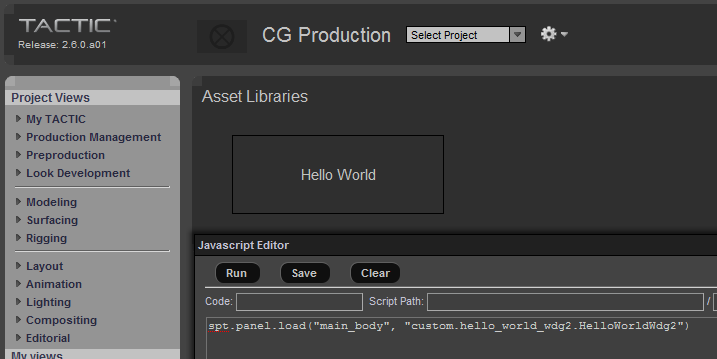 TACTIC
Release: 2.6.0.a01
CG Production
Select Project
Project Views
My TACTIC
Production Management
Preproduction
Look Development
Modeling
Surfacing
Rigging
Layout
Animation
Lighting
Compositing
Editorial
My views
Asset Libraries
Hello World
Javascript Editor
Run Save Clear
Code: Script Path: /
spt.panel.load("main_body", "custom.hello_world_wdg2.HelloWorldWdg2")